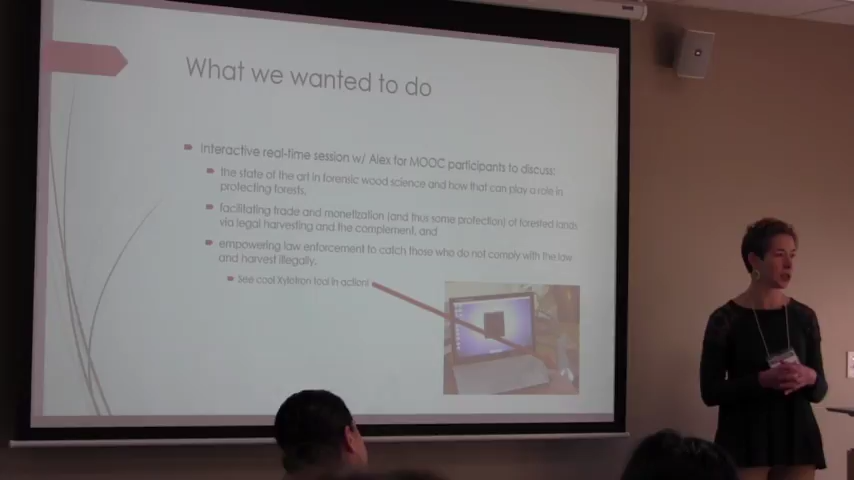 What we wanted to do
Interactive real-time session w/ Alex for MOOC participants to discuss:
the state of the art in forensic wood science and how that can play a role in
protecting forests,
facilitating trade and monetization (and thus some protection) of forested lands
via legal harvesting and the complement, and
empowering law enforcement to catch those who do not comply with the law
and harvest illegally.
See cool Xylotron tool in action!